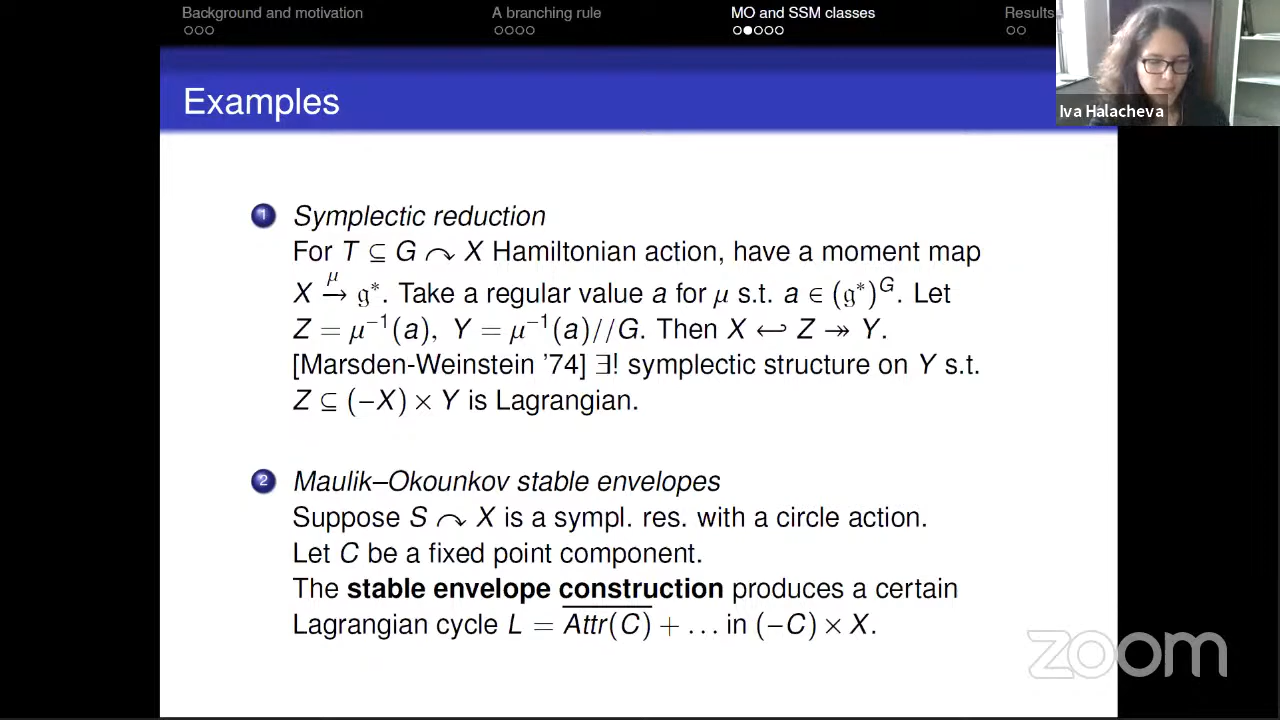 Background and motivation
A branching rule
MO and SSM classes
Results
Iva Halacheva
Examples
1 Symplectic reduction
For T ⊆ G ↷ X Hamiltonian action, have a moment map
X →^μ 𝔤*. Take a regular value a for μ s.t. a ∈ (𝔤*)^G. Let
Z = μ⁻¹(a), Y = μ⁻¹(a)//G. Then X ↩ Z ↠ Y.
[Marsden-Weinstein '74] ∃! symplectic structure on Y s.t.
Z ⊆ (−X) × Y is Lagrangian.
2 Maulik–Okounkov stable envelopes
Suppose S ↷ X is a sympl. res. with a circle action.
Let C be a fixed point component.
The stable envelope construction produces a certain
Lagrangian cycle L = \overline{Attr(C)} + … in (−C) × X.
zoom